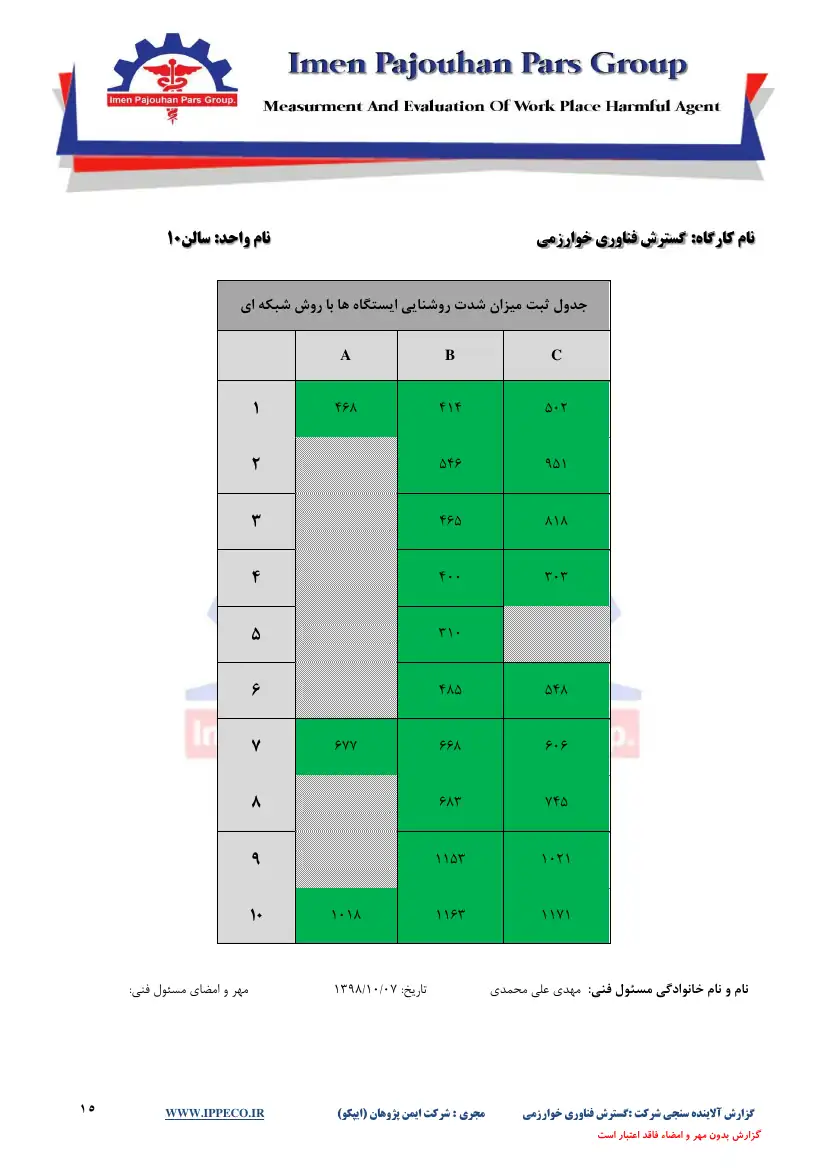 Imen Pajouhan Pars Group
Imen Pajouhan Pars Group.
Measurment And Evaluation Of Work Place Harmful Agent
نام کارگاه: گسترش فناوری خوارزمی نام واحد: سالن۱۰
جدول ثبت میزان شدت روشنایی ایستگاه ها با روش شبکه ای
A B C
۱ ۴۶۸ ۴۱۴ ۵۰۲
۲ ۵۴۶ ۹۵۱
۳ ۴۶۵ ۸۱۸
۴ ۴۰۰ ۳۰۳
۵ ۳۱۰
۶ ۴۸۵ ۵۴۸
۷ ۶۷۷ ۶۶۸ ۶۰۶
۸ ۶۸۳ ۷۴۵
۹ ۱۱۵۳ ۱۰۲۱
۱۰ ۱۰۱۸ ۱۱۶۳ ۱۱۷۱
نام و نام خانوادگی مسئول فنی: مهدی علی محمدی تاریخ: ۱۳۹۸/۱۰/۰۷ مهر و امضای مسئول فنی:
گزارش آلاینده سنجی شرکت :گسترش فناوری خوارزمی مجری : شرکت ایمن پژوهان (ایپکو) WWW.IPPECO.IR ۱۵
گزارش بدون مهر و امضاء فاقد اعتبار است